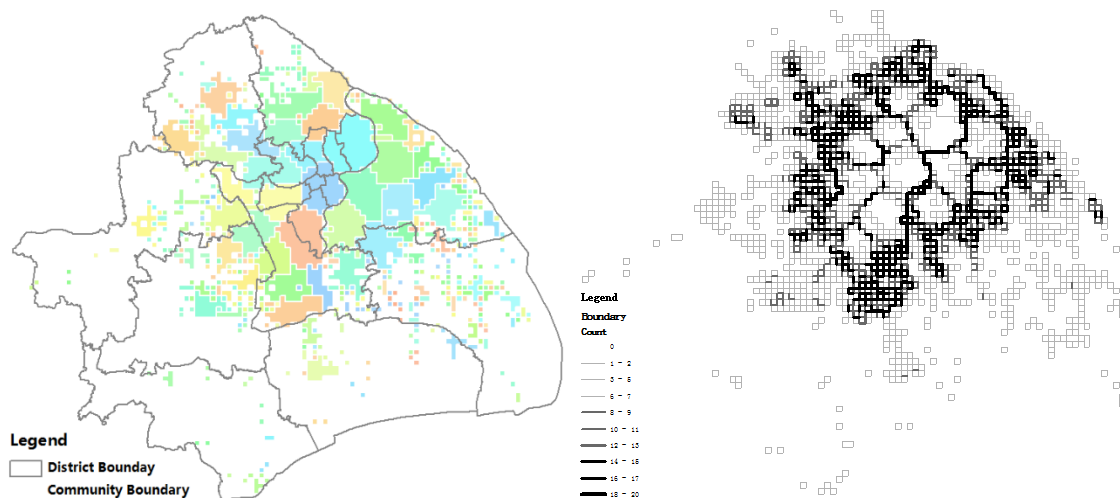 Legend
District Bounday
Community Boundary
Legend
Boundary
Count
0
1 - 2
3 - 5
6 - 7
8 - 9
10 - 11
12 - 13
14 - 15
16 - 17
18 - 20